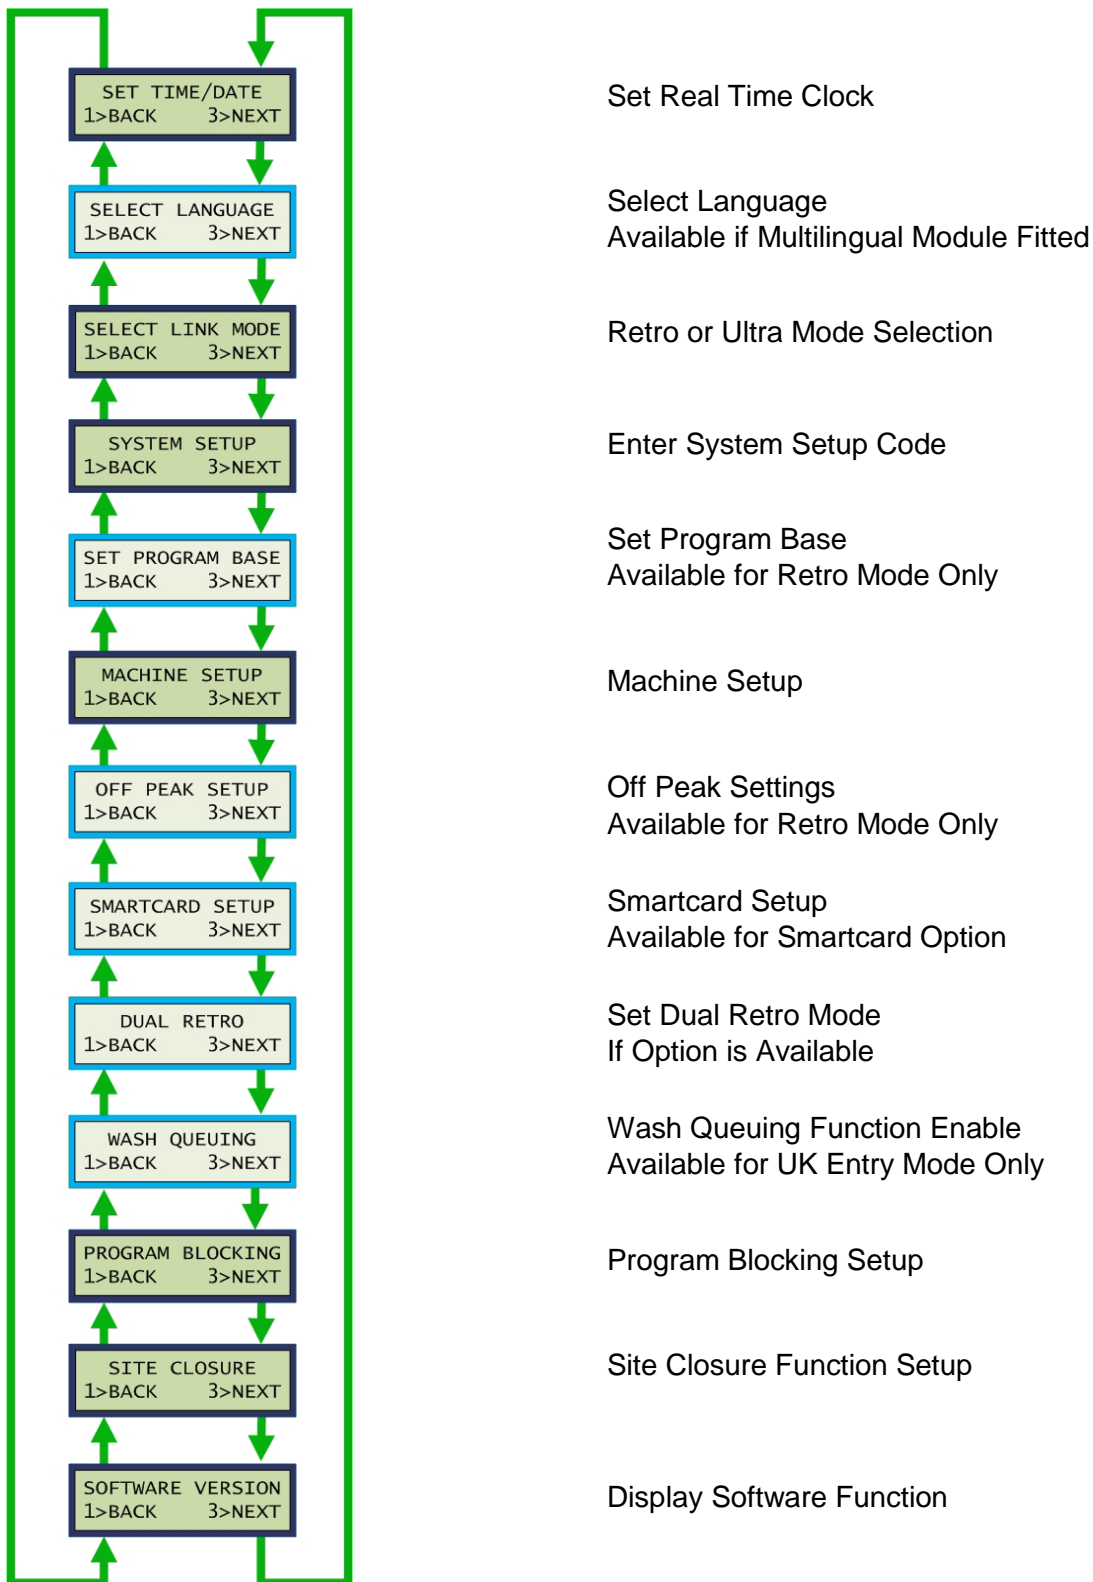 SET TIME/DATE
1>BACK 3>NEXT
Set Real Time Clock
SELECT LANGUAGE
1>BACK 3>NEXT
Select Language
Available if Multilingual Module Fitted
SELECT LINK MODE
1>BACK 3>NEXT
Retro or Ultra Mode Selection
SYSTEM SETUP
1>BACK 3>NEXT
Enter System Setup Code
SET PROGRAM BASE
1>BACK 3>NEXT
Set Program Base
Available for Retro Mode Only
MACHINE SETUP
1>BACK 3>NEXT
Machine Setup
OFF PEAK SETUP
1>BACK 3>NEXT
Off Peak Settings
Available for Retro Mode Only
SMARTCARD SETUP
1>BACK 3>NEXT
Smartcard Setup
Available for Smartcard Option
DUAL RETRO
1>BACK 3>NEXT
Set Dual Retro Mode
If Option is Available
WASH QUEUING
1>BACK 3>NEXT
Wash Queuing Function Enable
Available for UK Entry Mode Only
PROGRAM BLOCKING
1>BACK 3>NEXT
Program Blocking Setup
SITE CLOSURE
1>BACK 3>NEXT
Site Closure Function Setup
SOFTWARE VERSION
1>BACK 3>NEXT
Display Software Function